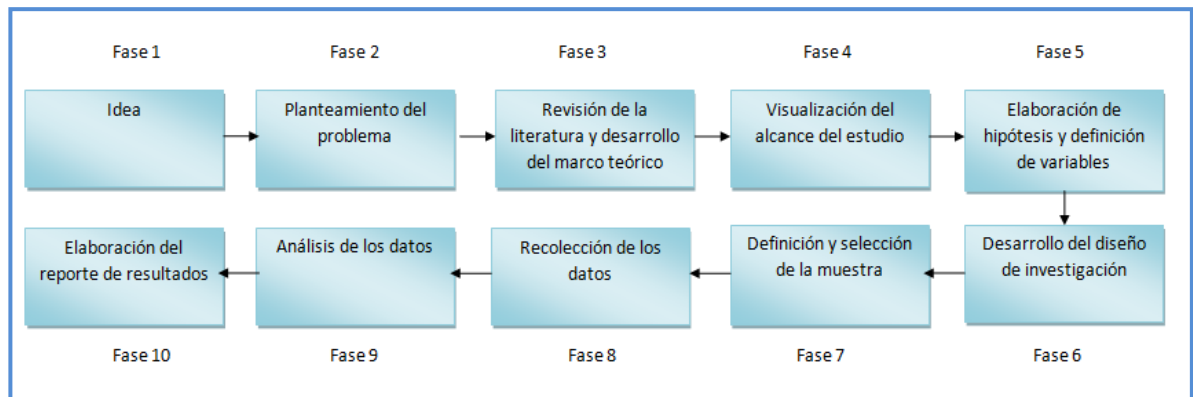 Fase 1
Fase 2
Fase 3
Fase 4
Fase 5
Idea
Planteamiento del
problema
Revisión de la
literatura y desarrollo
del marco teórico
Visualización del
alcance del estudio
Elaboración de
hipótesis y definición
de variables
Elaboración del
reporte de resultados
Análisis de los datos
Recolección de los
datos
Definición y selección
de la muestra
Desarrollo del diseño
de investigación
Fase 10
Fase 9
Fase 8
Fase 7
Fase 6